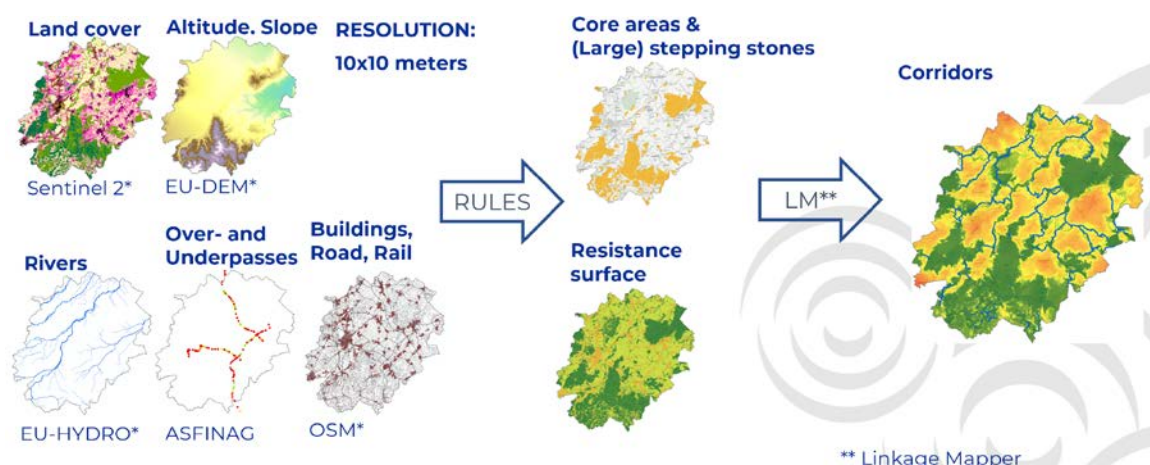 Land cover
Altitude, Slope
RESOLUTION:
10x10 meters
Sentinel 2*
EU-DEM*
Rivers
Over- and
Underpasses
Buildings,
Road, Rail
EU-HYDRO*
ASFINAG
OSM*
RULES
Core areas &
(Large) stepping stones
Resistance
surface
LM**
Corridors
** Linkage Mapper